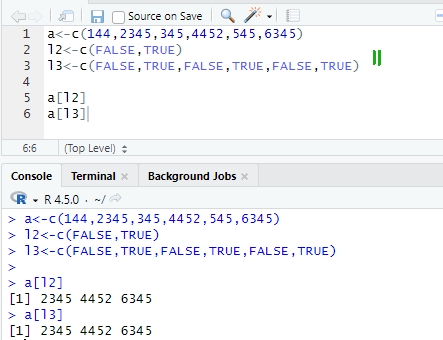 Source on Save
1 a<-c(144,2345,345,4452,545,6345)
2 l2<-c(FALSE,TRUE)
3 l3<-c(FALSE,TRUE,FALSE,TRUE,FALSE,TRUE)
4
5 a[l2]
6 a[l3]
6:6 (Top Level)
Console Terminal Background Jobs
R 4.5.0 · ~/
> a<-c(144,2345,345,4452,545,6345)
> l2<-c(FALSE,TRUE)
> l3<-c(FALSE,TRUE,FALSE,TRUE,FALSE,TRUE)
>
> a[l2]
[1] 2345 4452 6345
> a[l3]
[1] 2345 4452 6345